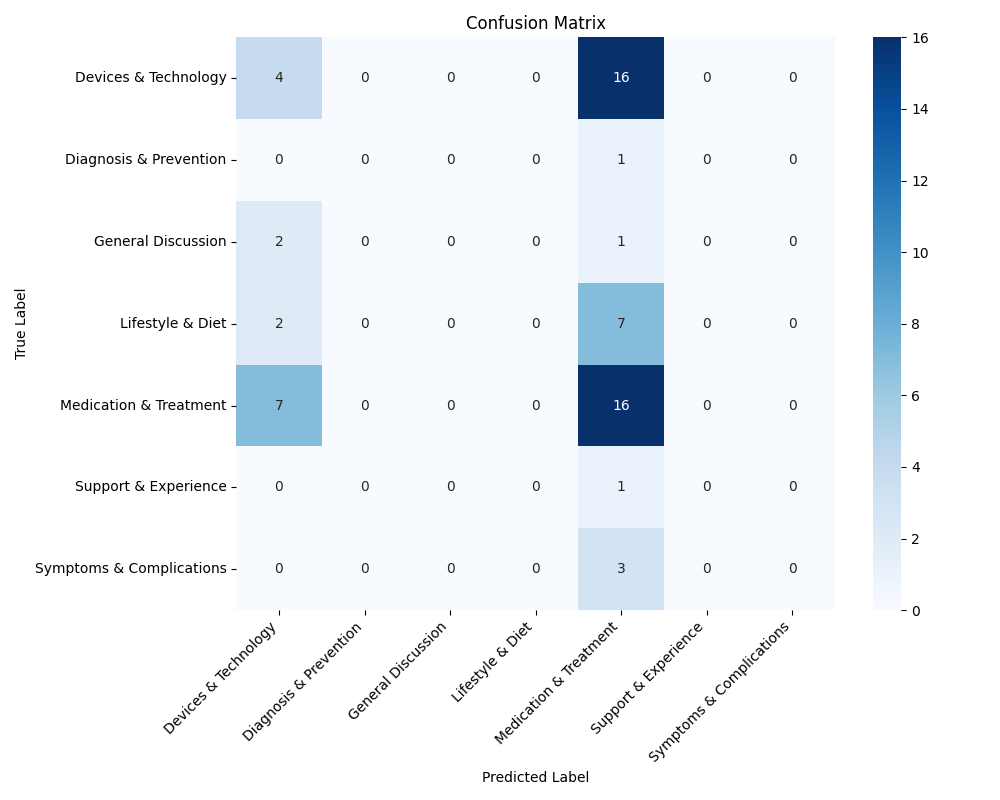 Confusion Matrix
True Label
Devices & Technology 4 0 0 0 16 0 0
Diagnosis & Prevention 0 0 0 0 1 0 0
General Discussion 2 0 0 0 1 0 0
Lifestyle & Diet 2 0 0 0 7 0 0
Medication & Treatment 7 0 0 0 16 0 0
Support & Experience 0 0 0 0 1 0 0
Symptoms & Complications 0 0 0 0 3 0 0
Devices & Technology
Diagnosis & Prevention
General Discussion
Lifestyle & Diet
Medication & Treatment
Support & Experience
Symptoms & Complications
Predicted Label
16
14
12
10
8
6
4
2
0